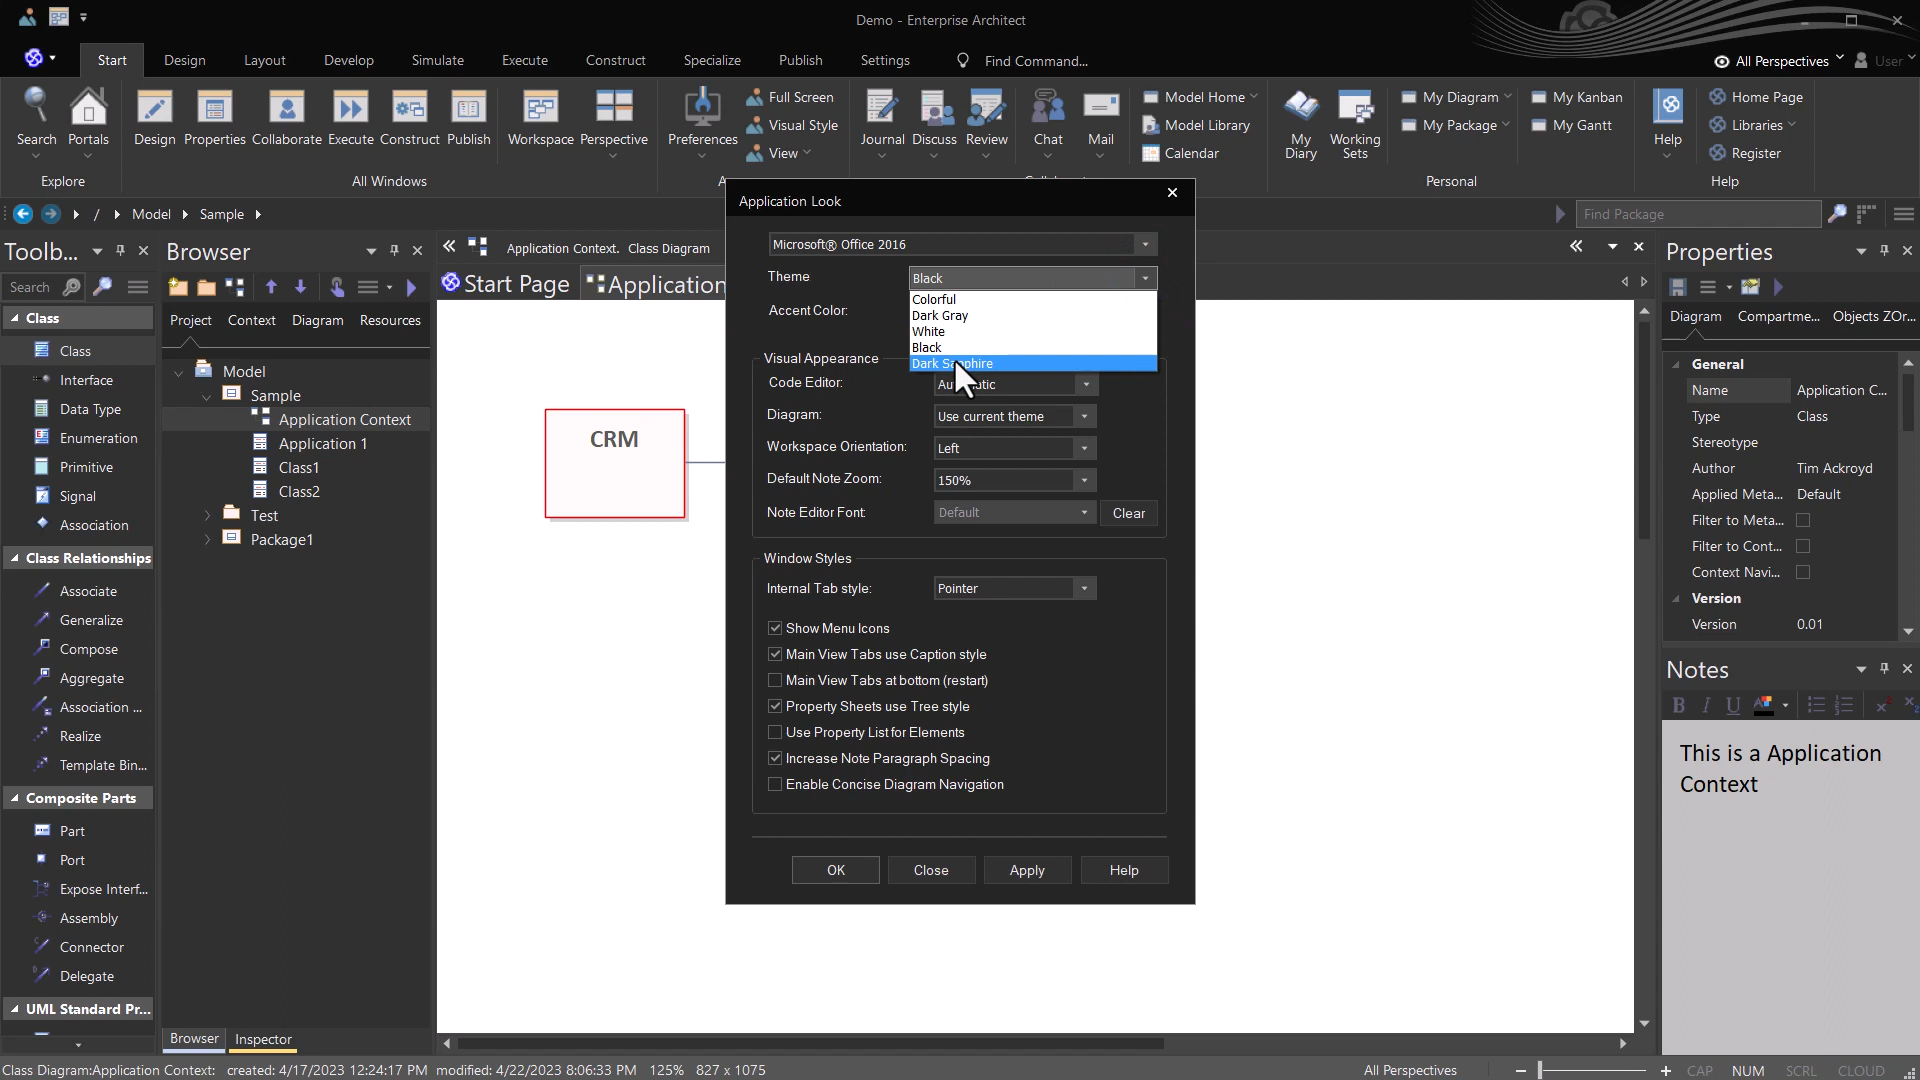 Demo - Enterprise Architect
Start
Design
Layout
Develop
Simulate
Execute
Construct
Specialize
Publish
Settings
Find Command...
All Perspectives
User
Search
Portals
Explore
Design
Properties
Collaborate
Execute
Construct
Publish
All Windows
Workspace
Perspective
Preferences
Full Screen
Visual Style
View
Journal
Discuss
Review
Chat
Mail
Model Home
Model Library
Calendar
My Diary
Working Sets
My Diagram
My Package
My Kanban
My Gantt
Personal
Help
Home Page
Libraries
Register
Help
/ Model Sample
Find Package
Toolb...
Search
Class
Class
Interface
Data Type
Enumeration
Primitive
Signal
Association
Class Relationships
Associate
Generalize
Compose
Aggregate
Association ...
Realize
Template Bin...
Composite Parts
Part
Port
Expose Interf...
Assembly
Connector
Delegate
UML Standard Pr...
Browser
Project Context Diagram Resources
Model
Sample
Application Context
Application 1
Class1
Class2
Test
Package1
Browser
Inspector
Application Context. Class Diagram
Start Page
Application
CRM
Application Look
Microsoft® Office 2016
Theme
Black
Colorful
Dark Gray
White
Black
Dark Sapphire
Accent Color:
Visual Appearance
Code Editor:
Diagram:
Use current theme
Workspace Orientation:
Left
Default Note Zoom:
150%
Note Editor Font:
Default
Clear
Window Styles
Internal Tab style:
Pointer
Show Menu Icons
Main View Tabs use Caption style
Main View Tabs at bottom (restart)
Property Sheets use Tree style
Use Property List for Elements
Increase Note Paragraph Spacing
Enable Concise Diagram Navigation
OK
Close
Apply
Help
Properties
Diagram Compartme... Objects ZOr...
General
Name Application C...
Type Class
Stereotype
Author Tim Ackroyd
Applied Meta... Default
Filter to Meta...
Filter to Cont...
Context Navi...
Version
Version 0.01
Notes
B I U A
This is a Application
Context
Class Diagram:Application Context: created: 4/17/2023 12:24:17 PM modified: 4/22/2023 8:06:33 PM 125% 827 x 1075
All Perspectives
CAP NUM SCRL CLOUD